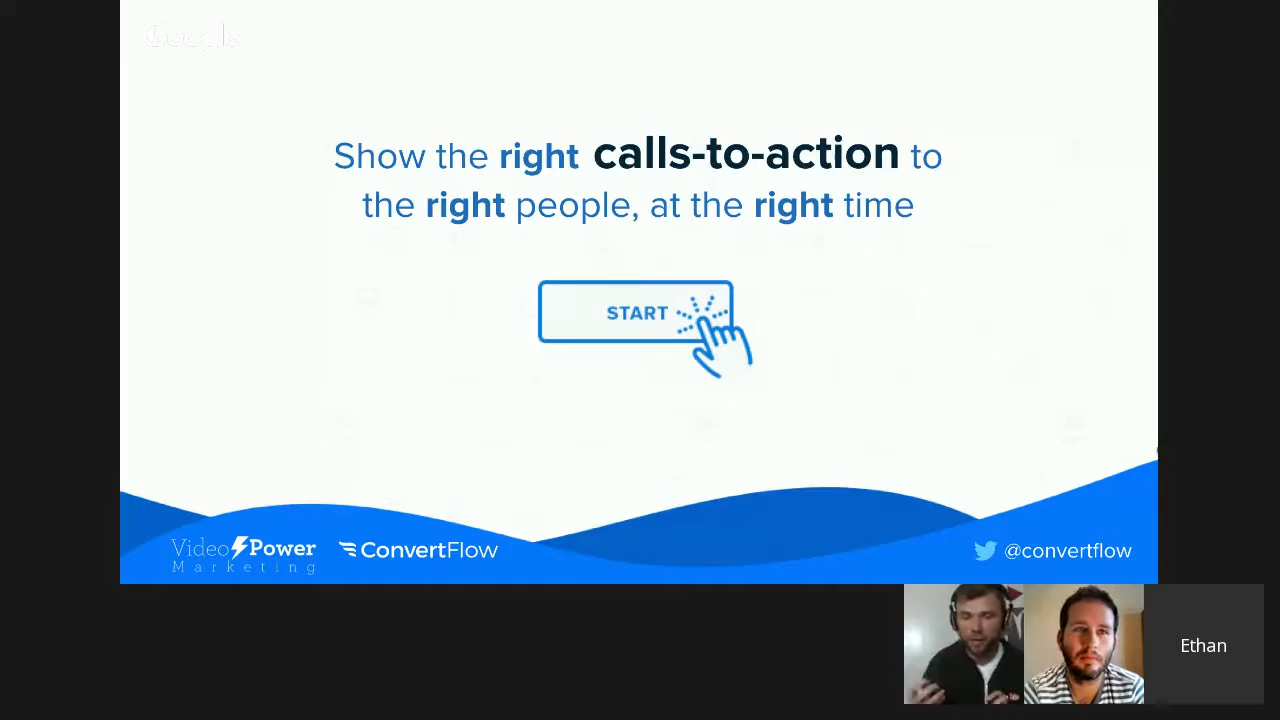 Google
Show the right calls-to-action to
the right people, at the right time
START
Video Power
Marketing
ConvertFlow
@convertflow
Ethan